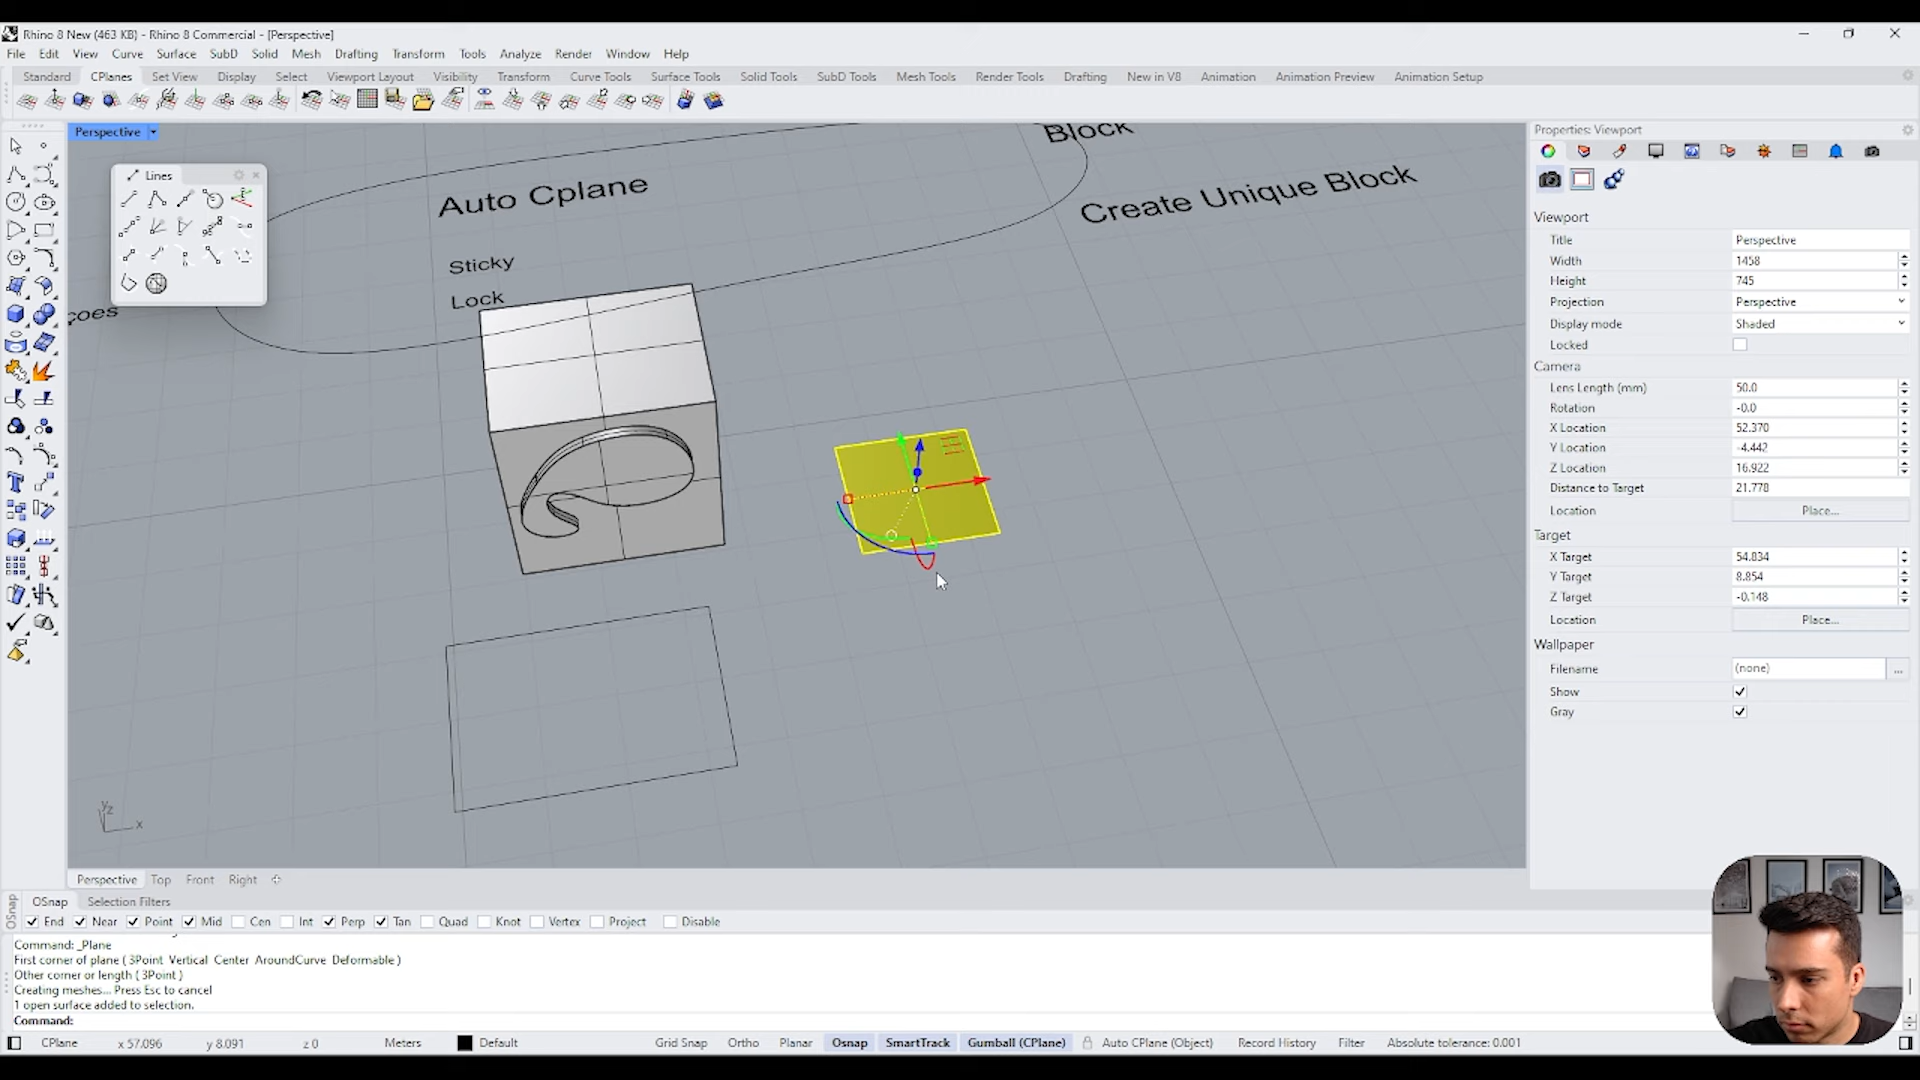 Rhino 8 New (463 KB) - Rhino 8 Commercial - [Perspective]
File Edit View Curve Surface SubD Solid Mesh Drafting Transform Tools Analyze Render Window Help
Standard CPlanes Set View Display Select Viewport Layout Visibility Transform Curve Tools Surface Tools Solid Tools SubD Tools Mesh Tools Render Tools Drafting New in V8 Animation Animation Preview Animation Setup
Perspective
Lines
Auto Cplane
Sticky
Lock
Block
Create Unique Block
çoes
z
y
x
Properties: Viewport
Viewport
Title Perspective
Width 1458
Height 745
Projection Perspective
Display mode Shaded
Locked
Camera
Lens Length (mm) 50.0
Rotation -0.0
X Location 52.370
Y Location -4.442
Z Location 16.922
Distance to Target 21.778
Location Place...
Target
X Target 54.834
Y Target 8.854
Z Target -0.148
Location Place...
Wallpaper
Filename (none) ...
Show
Gray
Perspective Top Front Right
OSnap
OSnap Selection Filters
End Near Point Mid Cen Int Perp Tan Quad Knot Vertex Project Disable
Command: _Plane
First corner of plane ( 3Point Vertical Center AroundCurve Deformable )
Other corner or length ( 3Point )
Creating meshes... Press Esc to cancel
1 open surface added to selection.
Command:
CPlane x 57.096 y 8.091 z 0 Meters Default Grid Snap Ortho Planar Osnap SmartTrack Gumball (CPlane) Auto CPlane (Object) Record History Filter Absolute tolerance: 0.001